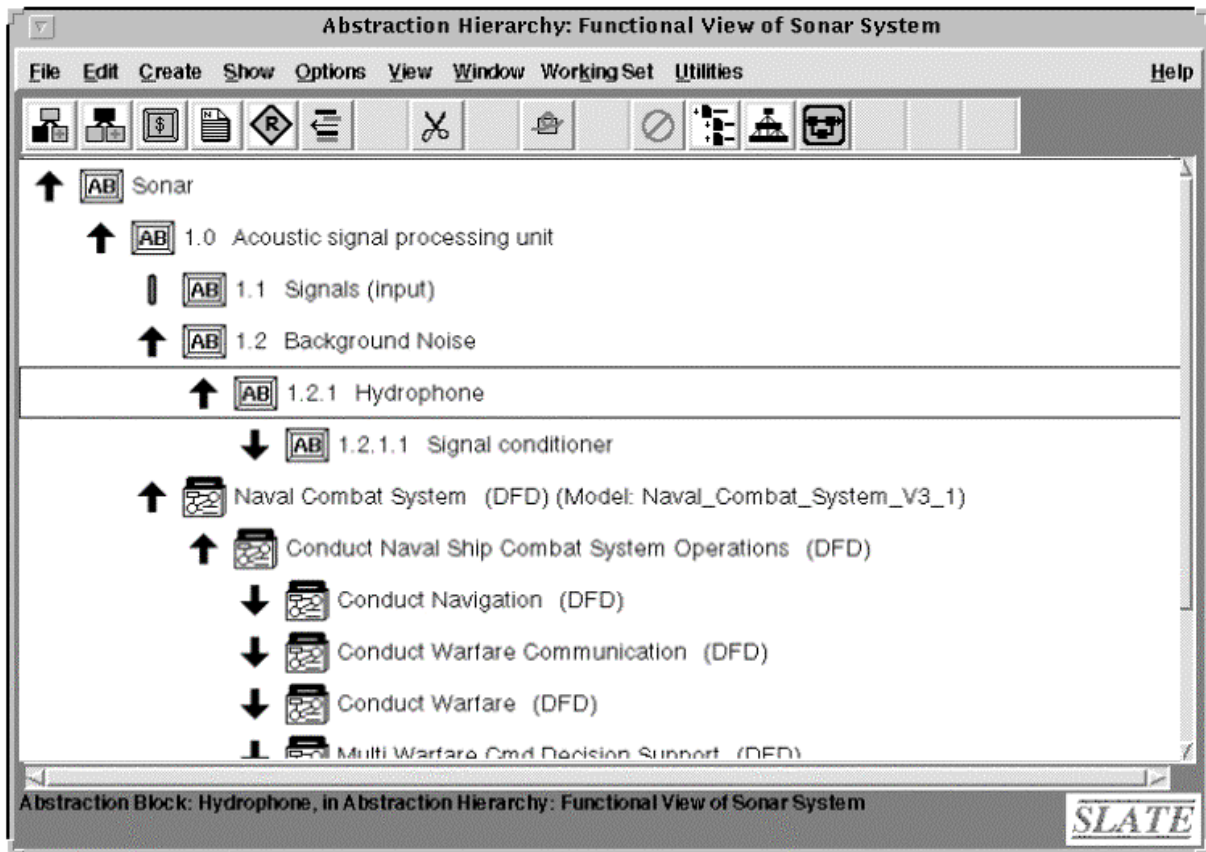 Abstraction Hierarchy: Functional View of Sonar System
File Edit Create Show Options View Window Working Set Utilities Help
$ N R
AB Sonar
AB 1.0 Acoustic signal processing unit
AB 1.1 Signals (input)
AB 1.2 Background Noise
AB 1.2.1 Hydrophone
AB 1.2.1.1 Signal conditioner
Naval Combat System (DFD) (Model: Naval_Combat_System_V3_1)
Conduct Naval Ship Combat System Operations (DFD)
Conduct Navigation (DFD)
Conduct Warfare Communication (DFD)
Conduct Warfare (DFD)
Multi Warfare Cmd Decision Support (DFD)
Abstraction Block: Hydrophone, in Abstraction Hierarchy: Functional View of Sonar System
SLATE